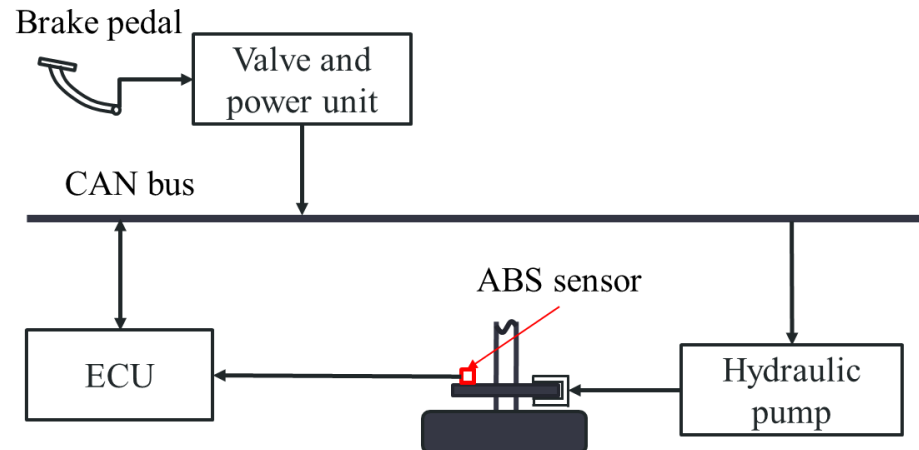 Brake pedal
Valve and
power unit
CAN bus
ABS sensor
ECU
Hydraulic
pump